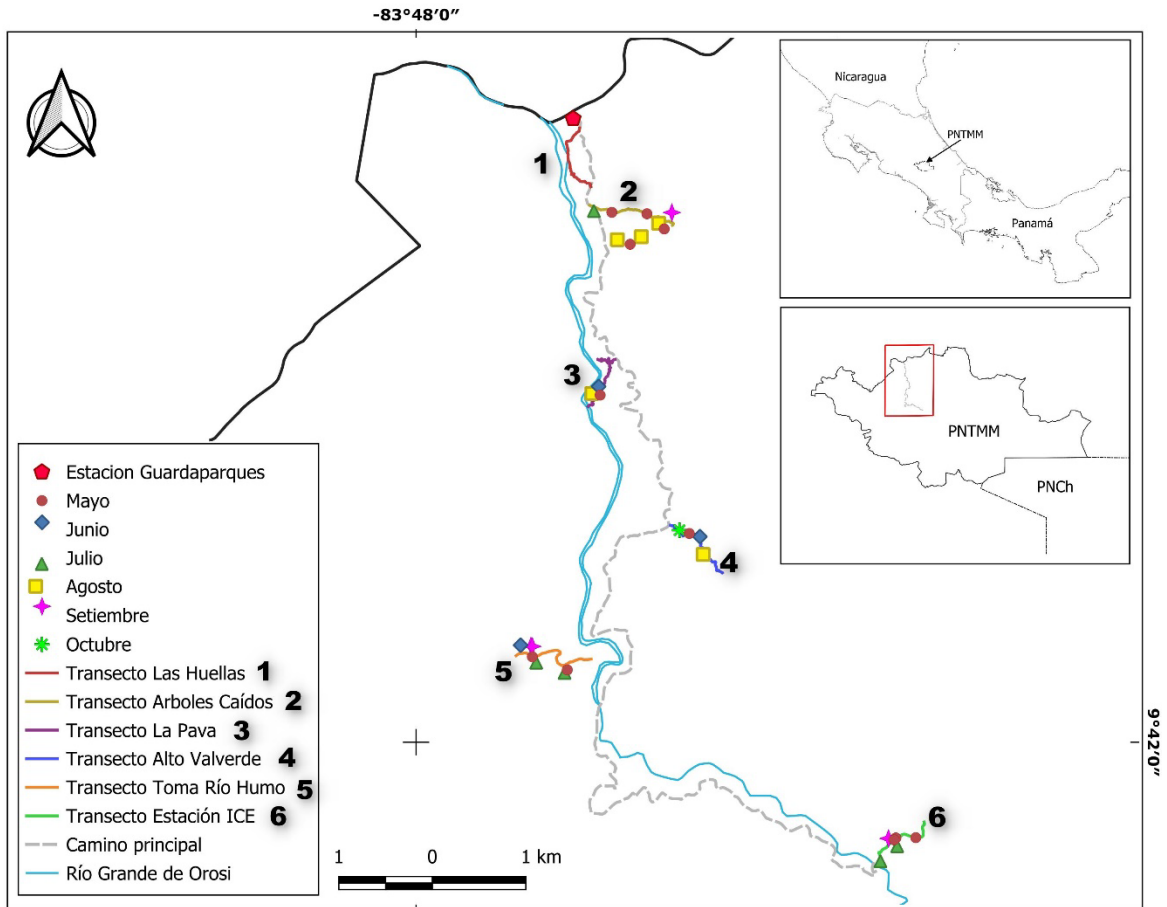 -83°48'0"
Nicaragua
PNTMM
Panamá
1
2
3
PNTMM
PNCh
4
5
9°42'0"
6
Estacion Guardaparques
Mayo
Junio
Julio
Agosto
Setiembre
Octubre
Transecto Las Huellas 1
Transecto Arboles Caídos 2
Transecto La Pava 3
Transecto Alto Valverde 4
Transecto Toma Río Humo 5
Transecto Estación ICE 6
Camino principal
Río Grande de Orosi
1 0 1 km